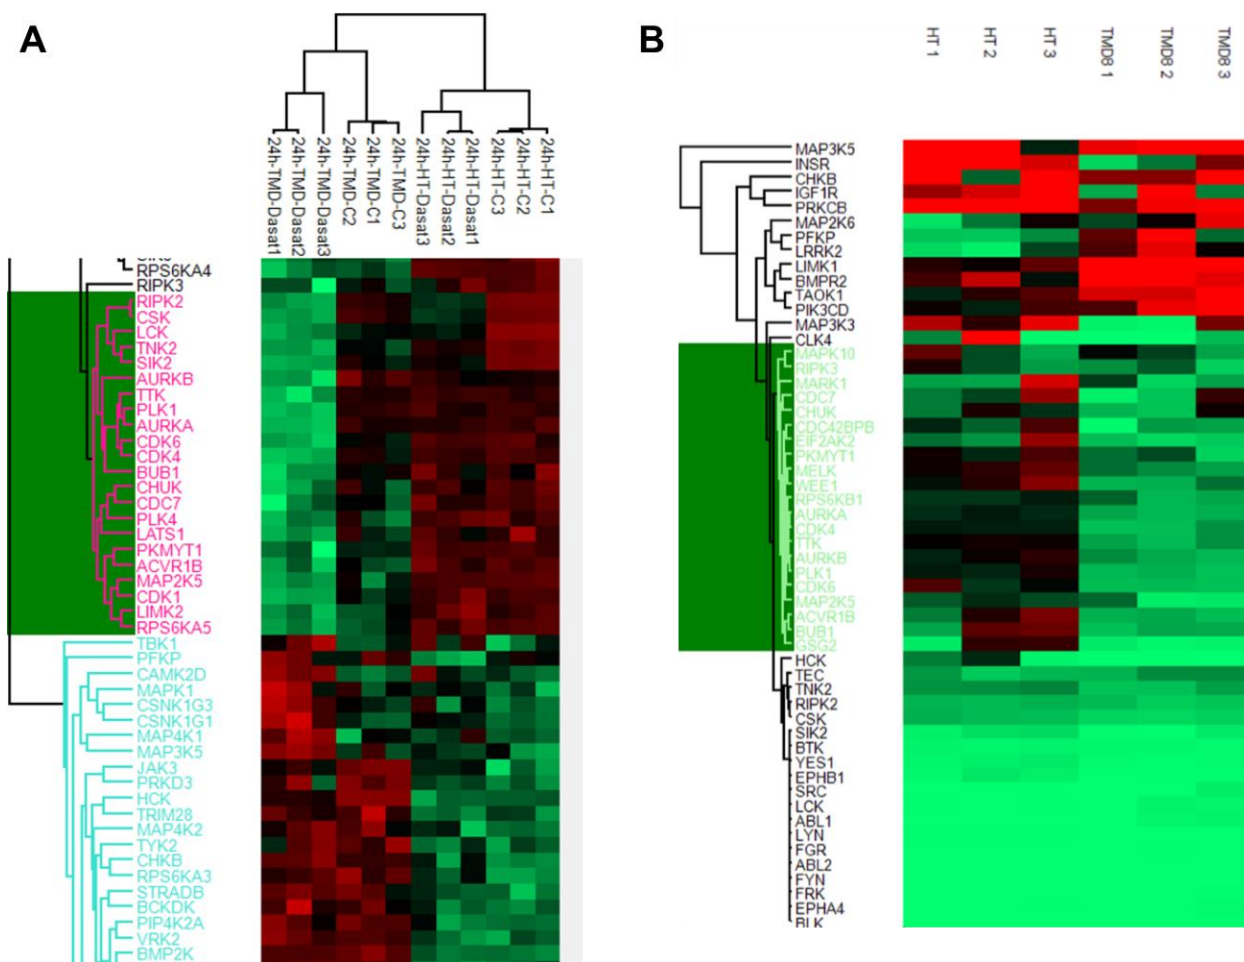 A
24h-TMD-Dasat1
24h-TMD-Dasat2
24h-TMD-Dasat3
24h-TMD-C2
24h-TMD-C1
24h-TMD-C3
24h-HT-Dasat3
24h-HT-Dasat2
24h-HT-Dasat1
24h-HT-C3
24h-HT-C2
24h-HT-C1
RPS6KA4
RIPK3
RIPK2
CSK
LCK
TNK2
SIK2
AURKB
TTK
PLK1
AURKA
CDK6
CDK4
BUB1
CHUK
CDC7
PLK4
LATS1
PKMYT1
ACVR1B
MAP2K5
CDK1
LIMK2
RPS6KA5
TBK1
PFKP
CAMK2D
MAPK1
CSNK1G3
CSNK1G1
MAP4K1
MAP3K5
JAK3
PRKD3
HCK
TRIM28
MAP4K2
TYK2
CHKB
RPS6KA3
STRADB
BCKDK
PIP4K2A
VRK2
BMP2K
B
HT 1
HT 2
HT 3
TMD8 1
TMD8 2
TMD8 3
MAP3K5
INSR
CHKB
IGF1R
PRKCB
MAP2K6
PFKP
LRRK2
LIMK1
BMPR2
TAOK1
PIK3CD
MAP3K3
CLK4
MAPK10
RIPK3
MARK1
CDC7
CHUK
CDC42BPB
EIF2AK2
PKMYT1
MELK
WEE1
RPS6KB1
AURKA
CDK4
TTK
AURKB
PLK1
CDK6
MAP2K5
ACVR1B
BUB1
GSG2
HCK
TEC
TNK2
RIPK2
CSK
SIK2
BTK
YES1
EPHB1
SRC
LCK
ABL1
LYN
FGR
ABL2
FYN
FRK
EPHA4
BLK